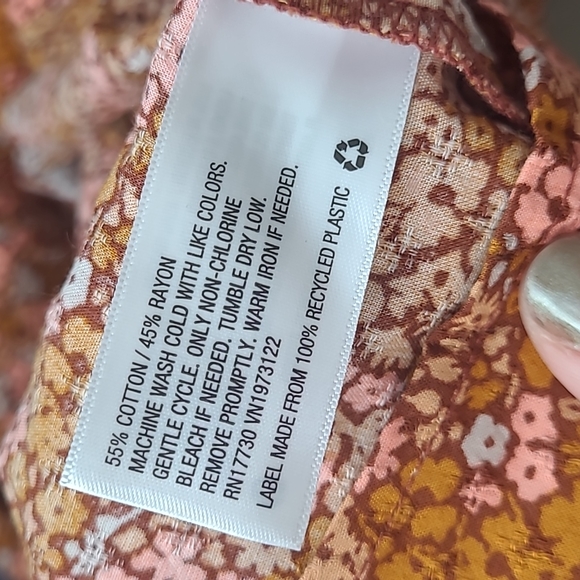 55% COTTON / 45% RAYON
MACHINE WASH COLD WITH LIKE COLORS.
GENTLE CYCLE. ONLY NON-CHLORINE
BLEACH IF NEEDED. TUMBLE DRY LOW.
REMOVE PROMPTLY. WARM IRON IF NEEDED.
RN17730 VN1973122
LABEL MADE FROM 100% RECYCLED PLASTIC